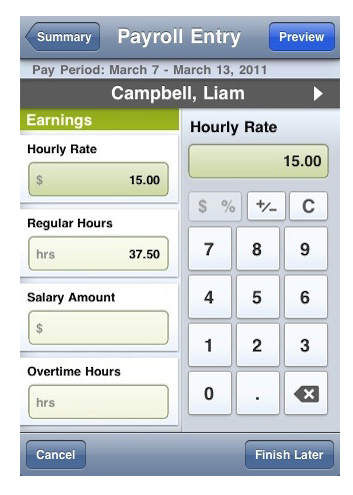 Summary Payroll Entry Preview
Pay Period: March 7 - March 13, 2011
Campbell, Liam
Earnings
Hourly Rate
$ 15.00
Regular Hours
hrs 37.50
Salary Amount
$
Overtime Hours
hrs
Hourly Rate
15.00
$ % +/- C
7 8 9
4 5 6
1 2 3
0 .
Cancel Finish Later